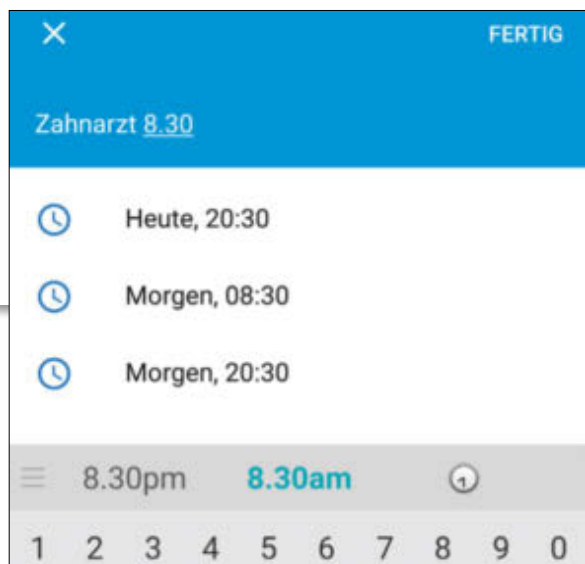 FERTIG
Zahnarzt 8.30
Heute, 20:30
Morgen, 08:30
Morgen, 20:30
8.30pm 8.30am
1 2 3 4 5 6 7 8 9 0